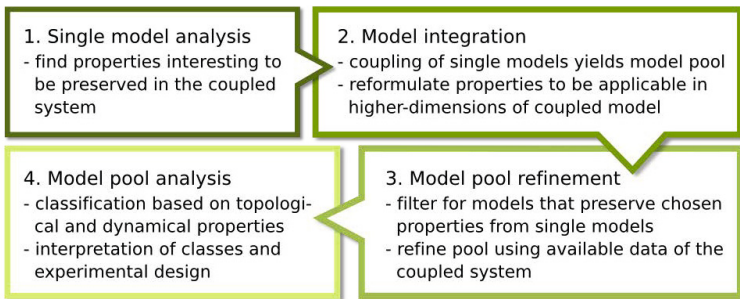 1. Single model analysis
- find properties interesting to
be preserved in the coupled
system
2. Model integration
- coupling of single models yields model pool
- reformulate properties to be applicable in
higher-dimensions of coupled model
3. Model pool refinement
- filter for models that preserve chosen
properties from single models
- refine pool using available data of the
coupled system
4. Model pool analysis
- classification based on topologi-
cal and dynamical properties
- interpretation of classes and
experimental design